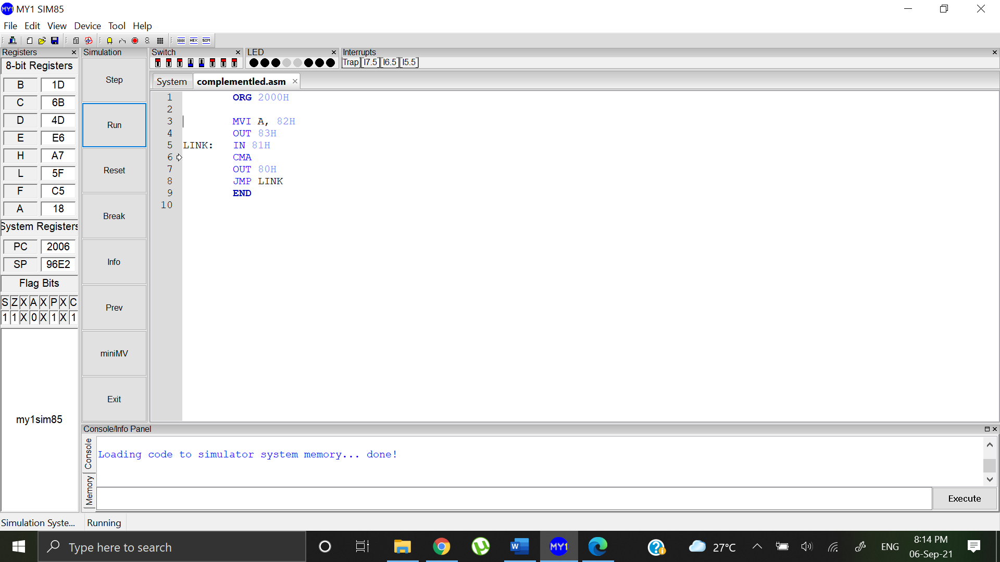 MY1 MY1 SIM85
File Edit View Device Tool Help
Registers
8-bit Registers
B 1D
C 6B
D 4D
E E6
H A7
L 5F
F C5
A 18
System Registers
PC 2006
SP 96E2
Flag Bits
S Z X A X P X C
1 1 X 0 X 1 X 1
my1sim85
Simulation
Step
Run
Reset
Break
Info
Prev
miniMV
Exit
Switch
LED
Interrupts
Trap I7.5 I6.5 I5.5
System complementled.asm
1 ORG 2000H
2
3 MVI A, 82H
4 OUT 83H
5 LINK: IN 81H
6 CMA
7 OUT 80H
8 JMP LINK
9 END
10
Console/Info Panel
Console
Memory
Loading code to simulator system memory... done!
Execute
Simulation Syste... Running
Type here to search
MY1
27°C
ENG
8:14 PM
06-Sep-21